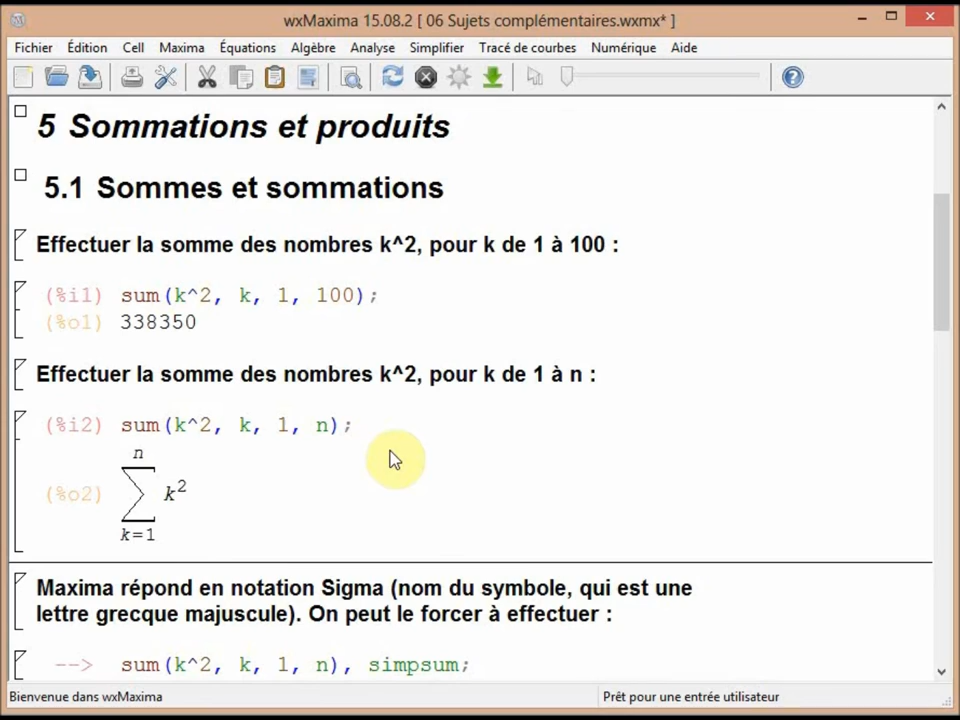 wxMaxima 15.08.2 [ 06 Sujets complémentaires.wxmx* ]
Fichier Édition Cell Maxima Équations Algèbre Analyse Simplifier Tracé de courbes Numérique Aide
5 Sommations et produits
5.1 Sommes et sommations
Effectuer la somme des nombres k^2, pour k de 1 à 100 :
(%i1) sum(k^2, k, 1, 100);
(%o1) 338350
Effectuer la somme des nombres k^2, pour k de 1 à n :
(%i2) sum(k^2, k, 1, n);
n
(%o2) ∑ k²
k=1
Maxima répond en notation Sigma (nom du symbole, qui est une
lettre grecque majuscule). On peut le forcer à effectuer :
--> sum(k^2, k, 1, n), simpsum;
Bienvenue dans wxMaxima Prêt pour une entrée utilisateur